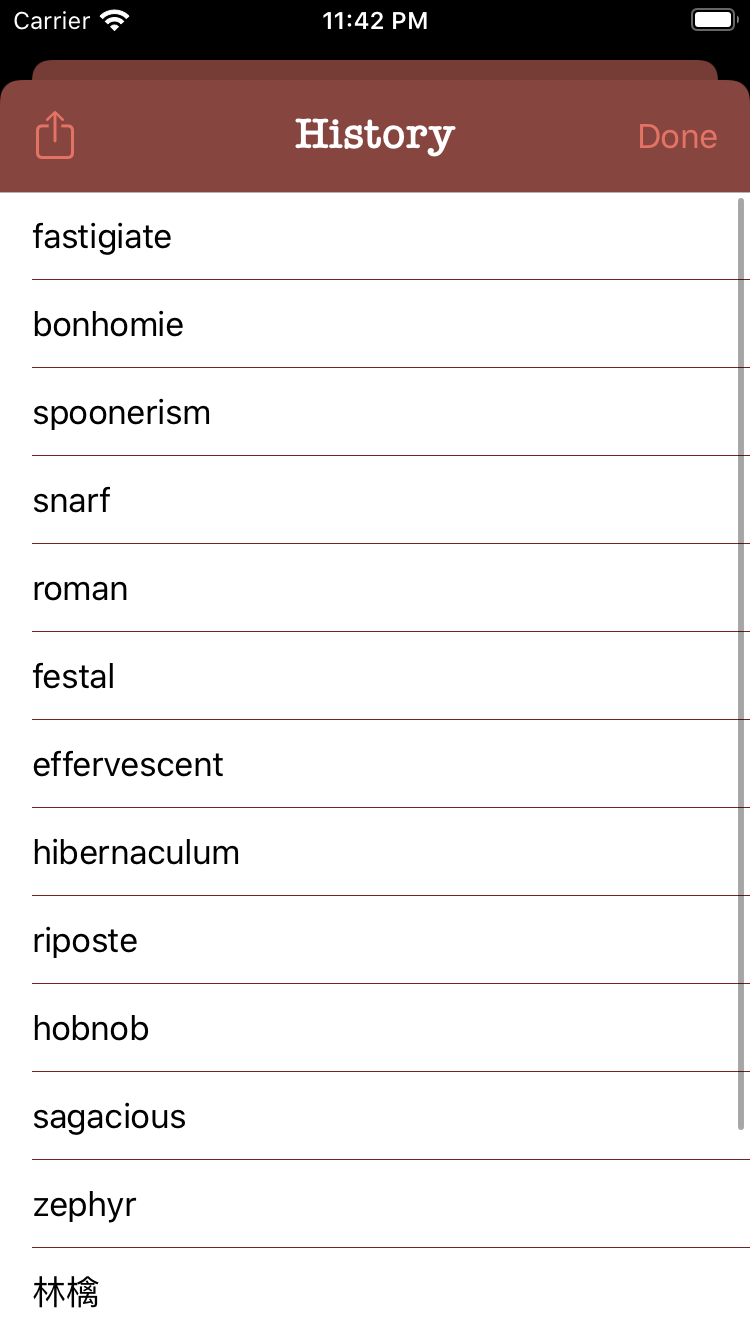 Carrier 11:42 PM
History Done
fastigiate
bonhomie
spoonerism
snarf
roman
festal
effervescent
hibernaculum
riposte
hobnob
sagacious
zephyr
林檎